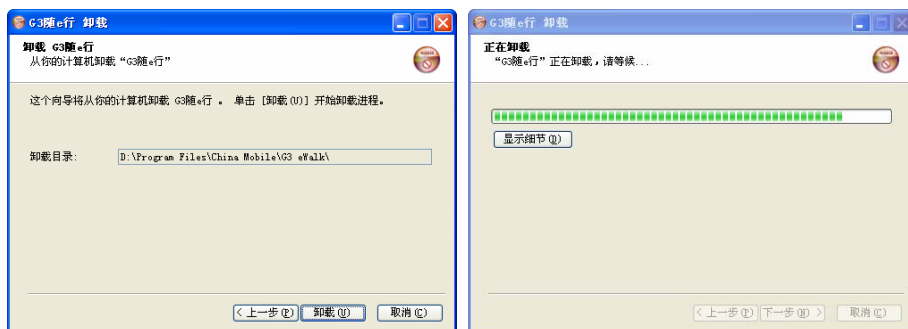 G3随e行 卸载
卸载 G3随e行
从你的计算机卸载“G3随e行”
这个向导将从你的计算机卸载 G3随e行 。 单击 [卸载(U)] 开始卸载进程。
卸载目录: D:\Program Files\China Mobile\G3 eWalk\
< 上一步(P) 卸载(U) 取消(C)
G3随e行 卸载
正在卸载
“G3随e行”正在卸载，请等候...
显示细节(D)
< 上一步(P) 下一步(N) > 取消(C)